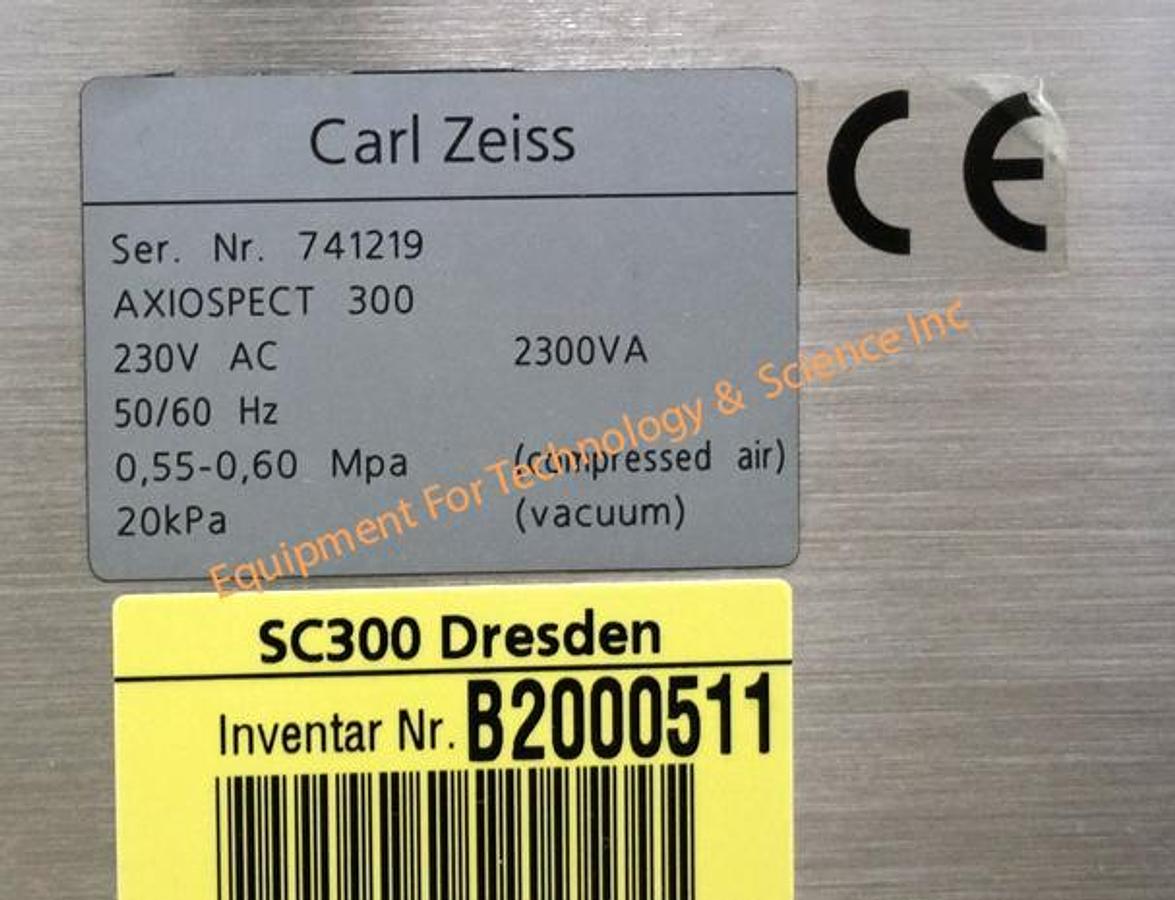 Carl Zeiss
CE
Ser. Nr. 741219
AXIOSPECT 300
230V AC 2300VA
50/60 Hz
0,55-0,60 Mpa (compressed air)
20kPa (vacuum)
Equipment For Technology & Science Inc
SC300 Dresden
Inventar Nr. B2000511